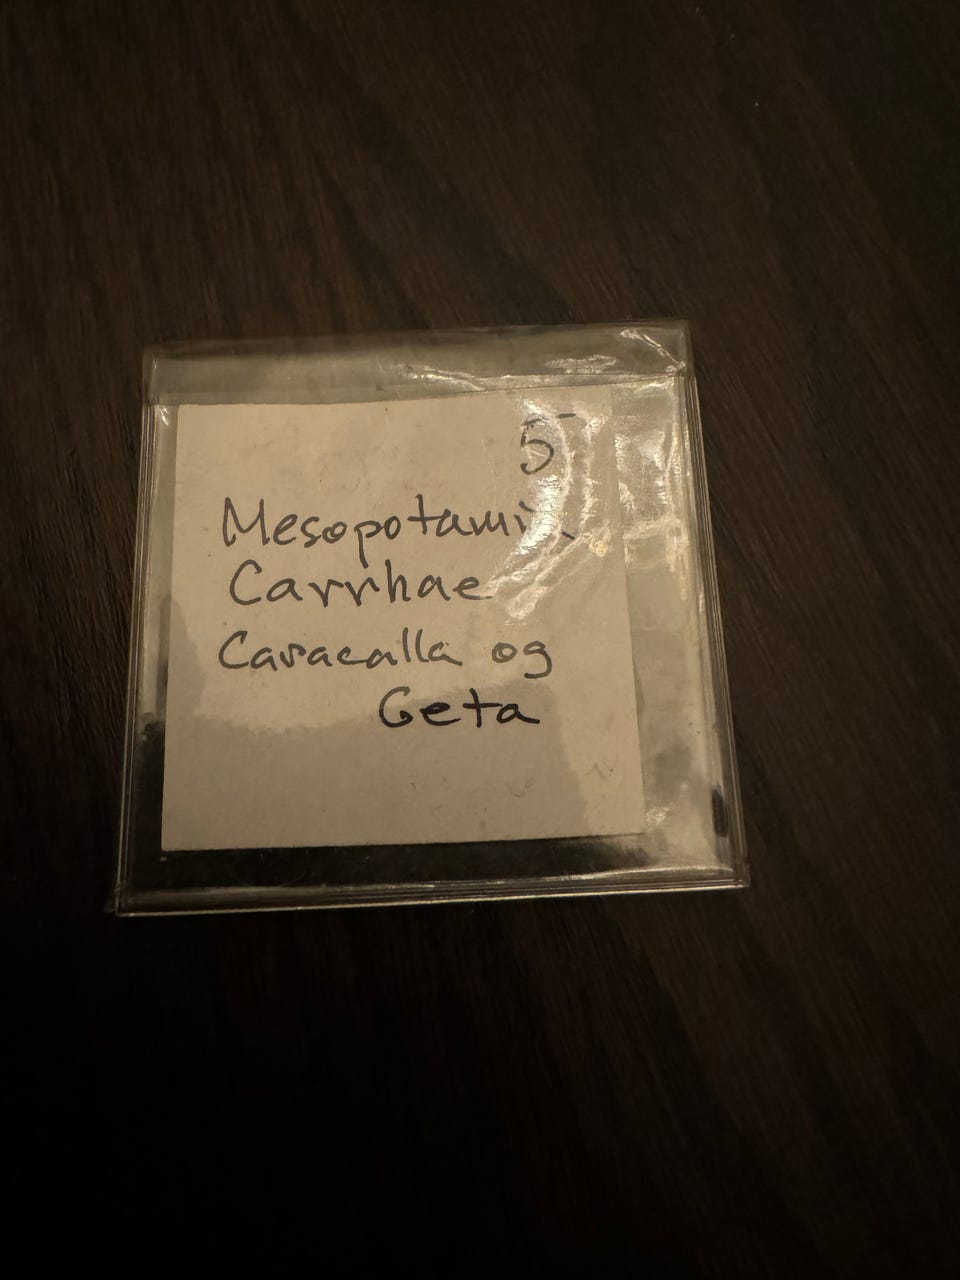 5-
Mesopotamia
Carrhae
Caracalla og
Geta